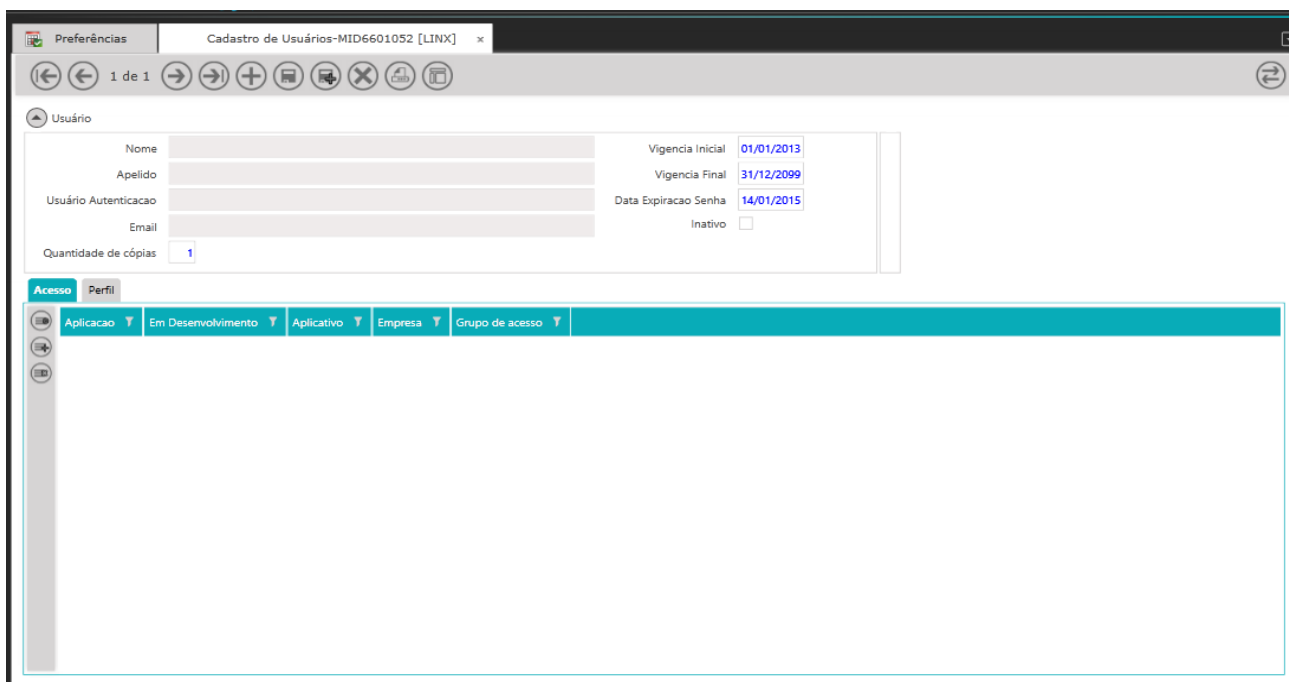 Preferências
Cadastro de Usuários-MID6601052 [LINX] ×
1 de 1
Usuário
Nome
Vigencia Inicial 01/01/2013
Apelido
Vigencia Final 31/12/2099
Usuário Autenticacao
Data Expiracao Senha 14/01/2015
Email
Inativo
Quantidade de cópias 1
Acesso Perfil
Aplicacao Em Desenvolvimento Aplicativo Empresa Grupo de acesso